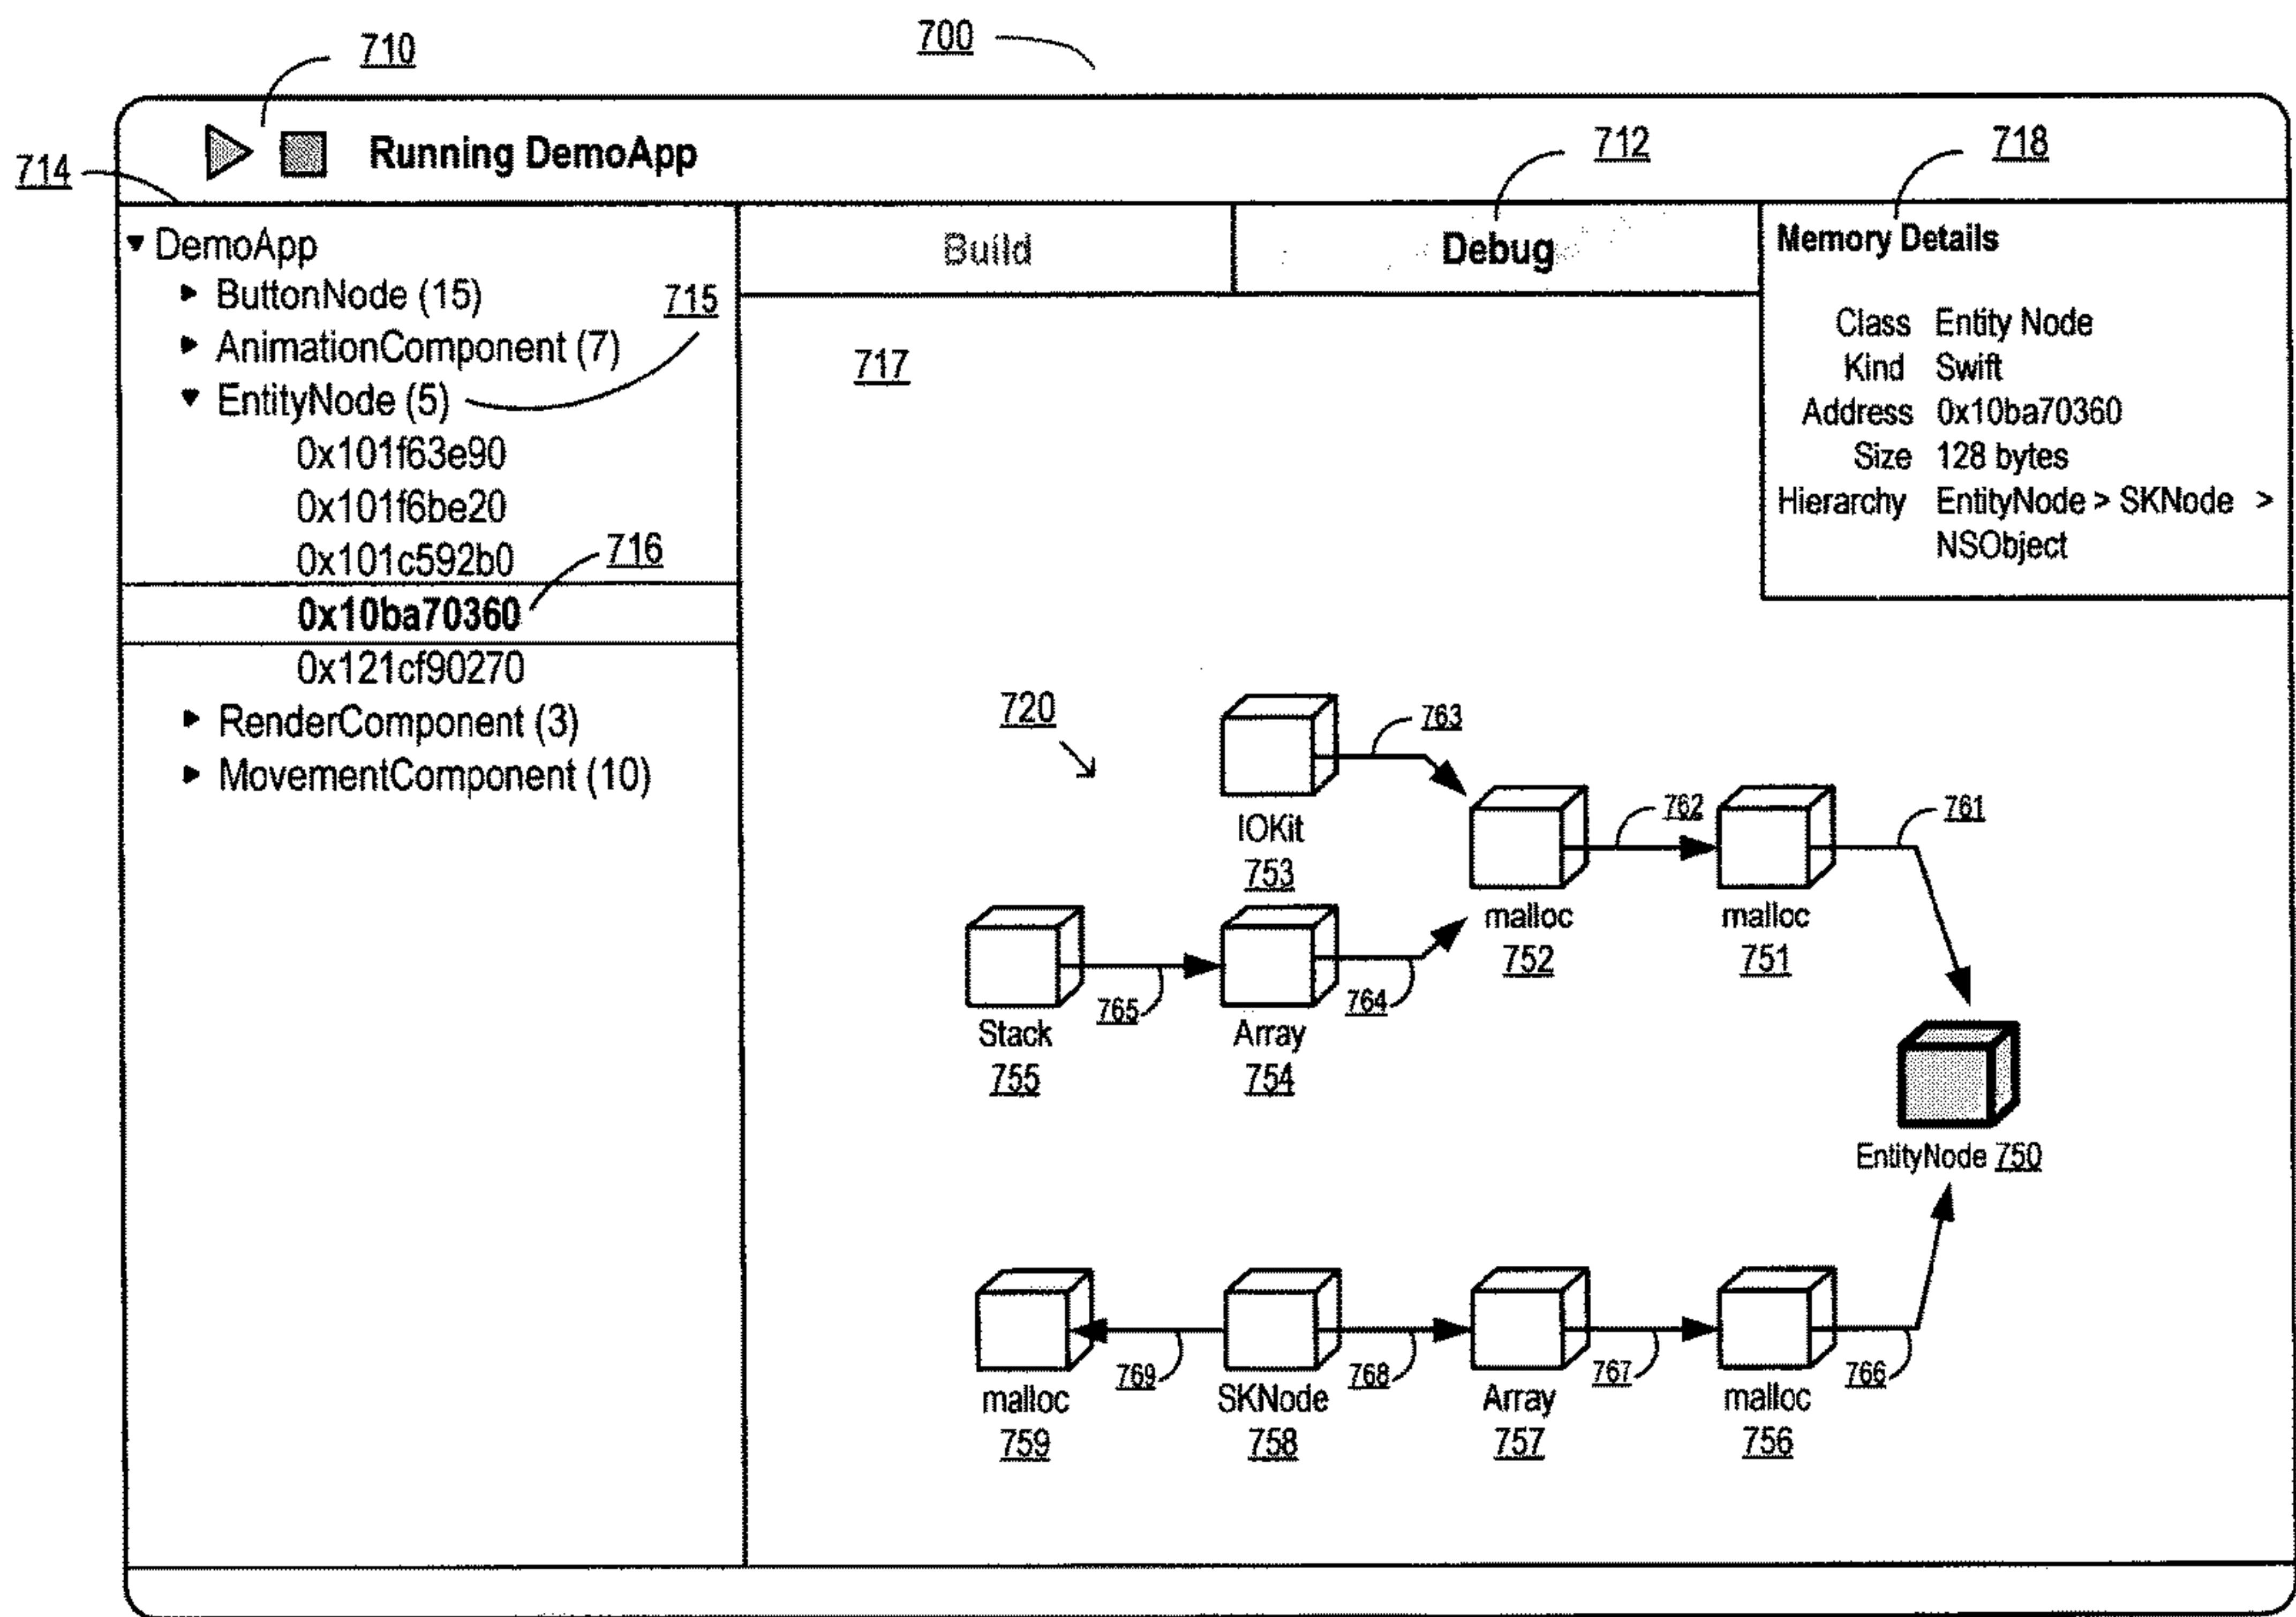 710
700
Running DemoApp
712
718
714
DemoApp
ButtonNode (15)
AnimationComponent (7)
EntityNode (5)
715
0x101f63e90
0x101f6be20
0x101c592b0
716
0x10ba70360
0x121cf90270
RenderComponent (3)
MovementComponent (10)
Build
Debug
Memory Details
Class Entity Node
Kind Swift
Address 0x10ba70360
Size 128 bytes
Hierarchy EntityNode > SKNode >
NSObject
717
720
763
IOKit
753
762
761
malloc
752
malloc
751
765
764
Stack
755
Array
754
EntityNode 750
769
768
767
766
malloc
759
SKNode
758
Array
757
malloc
756